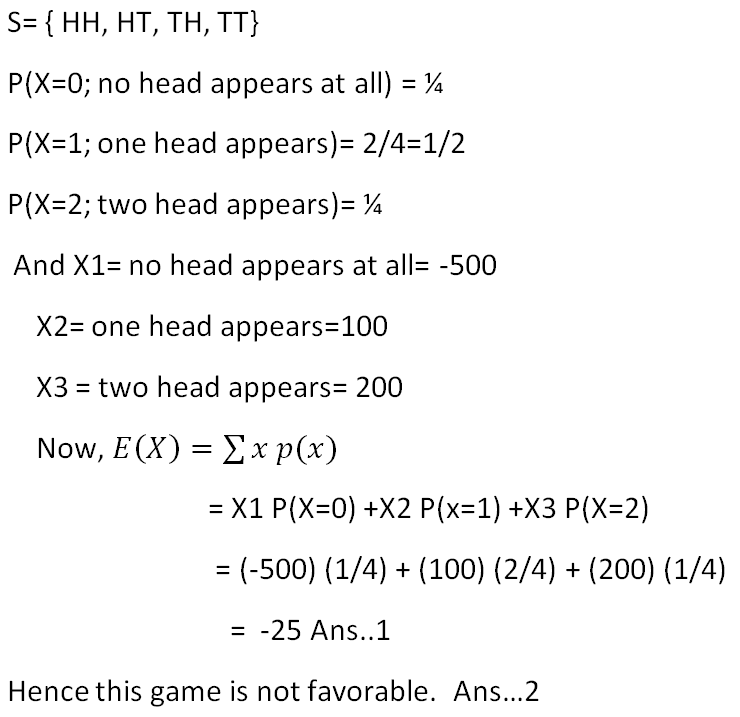 S= { HH, HT, TH, TT}
P(X=0; no head appears at all) = ¼
P(X=1; one head appears)= 2/4=1/2
P(X=2; two head appears)= ¼
And X1= no head appears at all= -500
X2= one head appears=100
X3 = two head appears= 200
Now, E(X) = ∑ x p(x)
= X1 P(X=0) +X2 P(x=1) +X3 P(X=2)
= (-500) (1/4) + (100) (2/4) + (200) (1/4)
= -25 Ans..1
Hence this game is not favorable. Ans...2